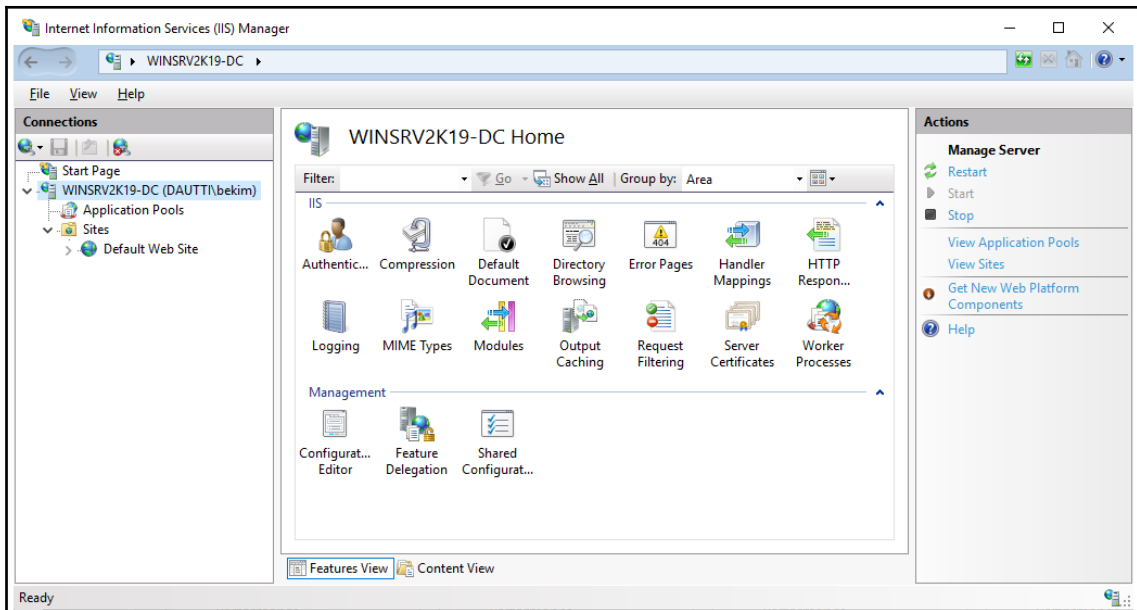 Internet Information Services (IIS) Manager
WINSRV2K19-DC
File View Help
Connections
Start Page
WINSRV2K19-DC (DAUTTI\bekim)
Application Pools
Sites
Default Web Site
WINSRV2K19-DC Home
Filter: Go Show All Group by: Area
IIS
Authentic... Compression Default Document Directory Browsing Error Pages Handler Mappings HTTP Respon...
404
Logging MIME Types Modules Output Caching Request Filtering Server Certificates Worker Processes
Management
Configurat... Editor Feature Delegation Shared Configurat...
Features View Content View
Actions
Manage Server
Restart
Start
Stop
View Application Pools
View Sites
Get New Web Platform
Components
Help
Ready